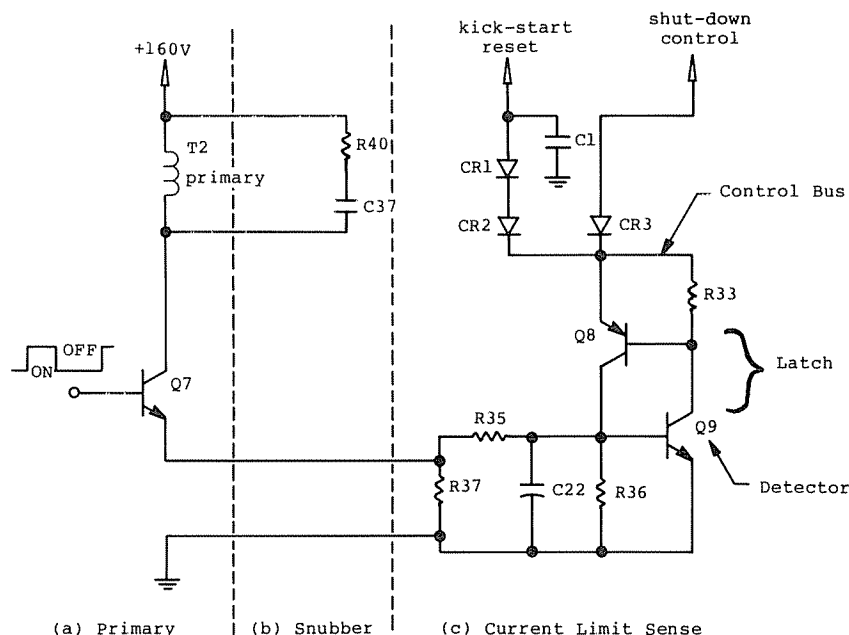 kick-start
reset
shut-down
control
+160V
T2
primary
R40
C37
C1
CR1
CR2
CR3
Control Bus
R33
Q8
Latch
OFF
ON
Q7
R35
Q9
R37
C22
R36
Detector
(a) Primary
(b) Snubber
(c) Current Limit Sense